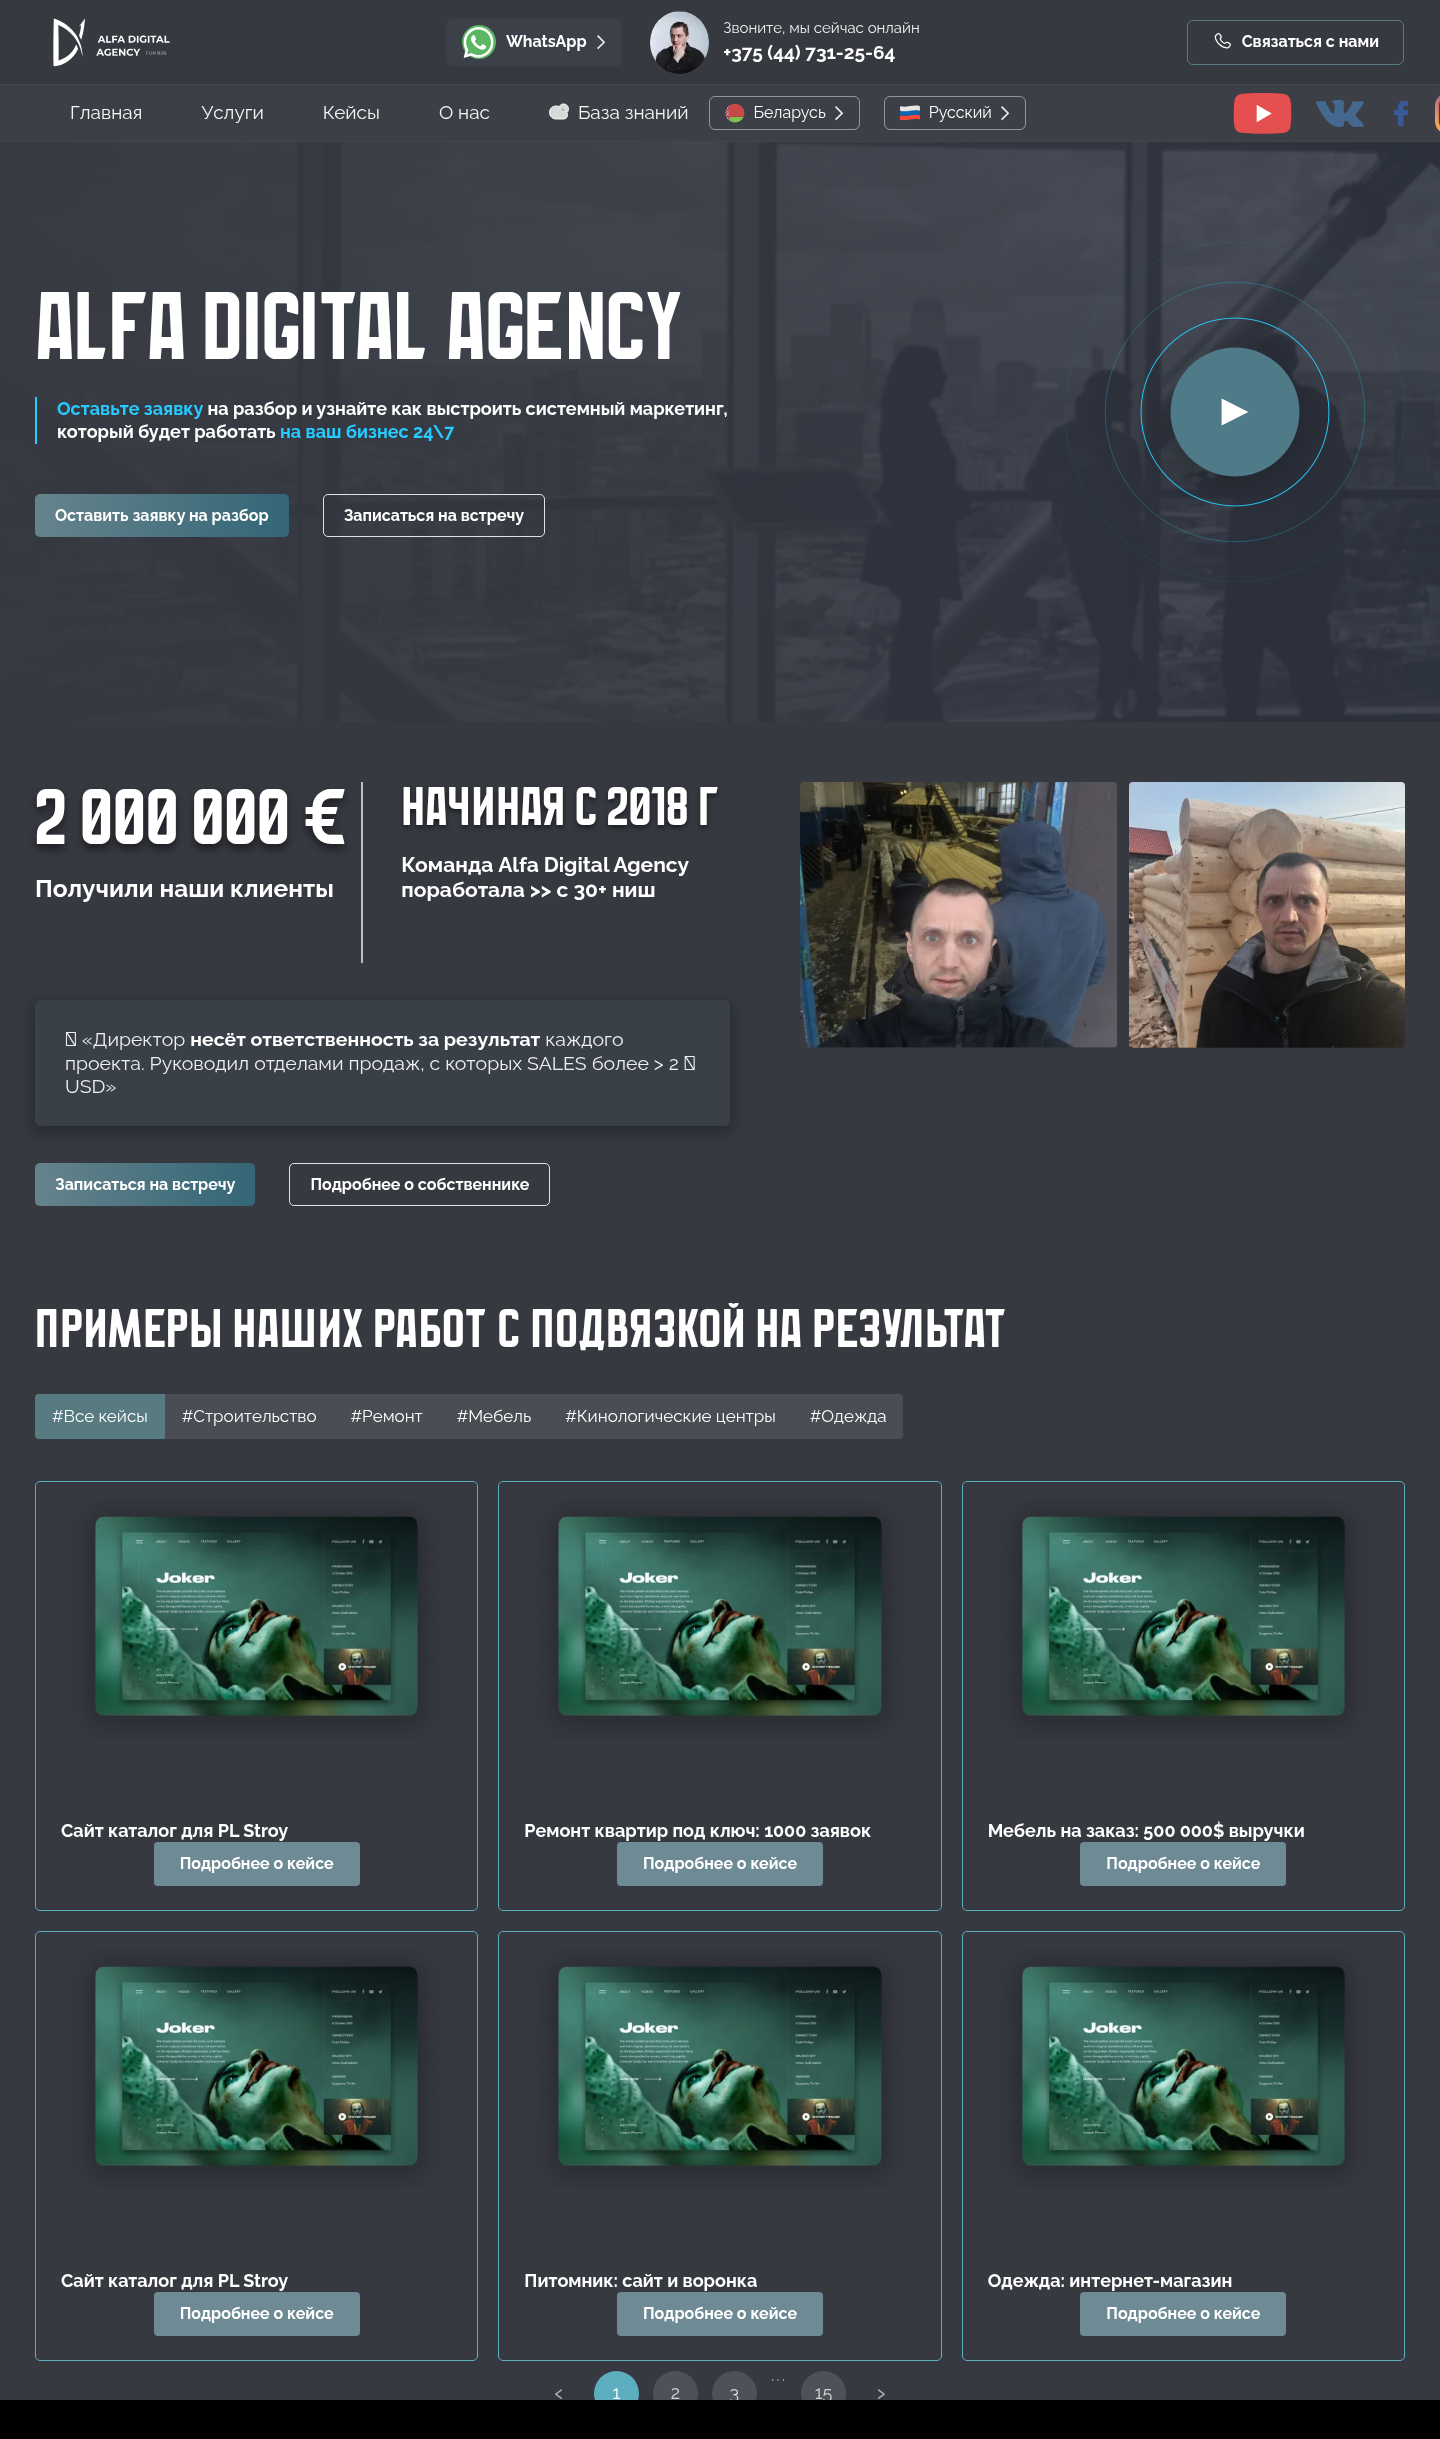 ALFA DIGITAL
AGENCY FOR B2B
WhatsApp
Звоните, мы сейчас онлайн
+375 (44) 731-25-64
Связаться с нами
Главная
Услуги
Кейсы
О нас
База знаний
Беларусь
Русский
ALFA DIGITAL AGENCY
Оставьте заявку на разбор и узнайте как выстроить системный маркетинг,
который будет работать на ваш бизнес 24\7
Оставить заявку на разбор
Записаться на встречу
2 000 000 €
Получили наши клиенты
НАЧИНАЯ С 2018 Г
Команда Alfa Digital Agency
поработала >> с 30+ ниш
«Директор несёт ответственность за результат каждого
проекта. Руководил отделами продаж, с которых SALES более > 2
USD»
Записаться на встречу
Подробнее о собственнике
ПРИМЕРЫ НАШИХ РАБОТ С ПОДВЯЗКОЙ НА РЕЗУЛЬТАТ
#Все кейсы
#Строительство
#Ремонт
#Мебель
#Кинологические центры
#Одежда
Joker
Joker
Joker
Сайт каталог для PL Stroy
Подробнее о кейсе
Ремонт квартир под ключ: 1000 заявок
Подробнее о кейсе
Мебель на заказ: 500 000$ выручки
Подробнее о кейсе
Joker
Joker
Joker
Сайт каталог для PL Stroy
Подробнее о кейсе
Питомник: сайт и воронка
Подробнее о кейсе
Одежда: интернет-магазин
Подробнее о кейсе
< 1 2 3 ... 15 >